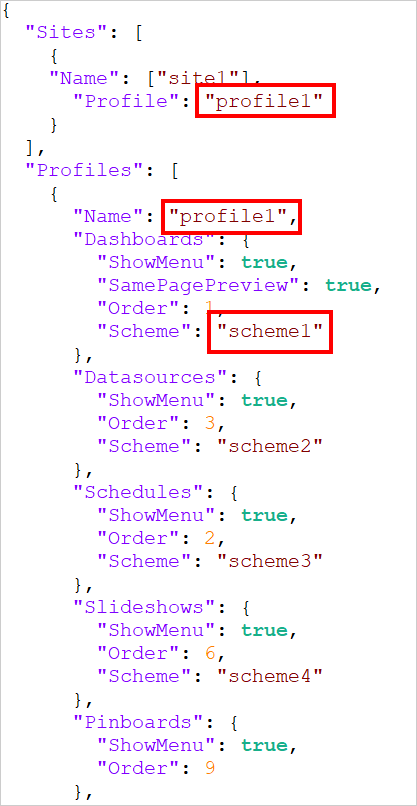 {
"Sites": [
{
"Name": ["site1"],
"Profile": "profile1"
}
],
"Profiles": [
{
"Name": "profile1",
"Dashboards": {
"ShowMenu": true,
"SamePagePreview": true,
"Order": 1,
"Scheme": "scheme1"
},
"Datasources": {
"ShowMenu": true,
"Order": 3,
"Scheme": "scheme2"
},
"Schedules": {
"ShowMenu": true,
"Order": 2,
"Scheme": "scheme3"
},
"Slideshows": {
"ShowMenu": true,
"Order": 6,
"Scheme": "scheme4"
},
"Pinboards": {
"ShowMenu": true,
"Order": 9
},